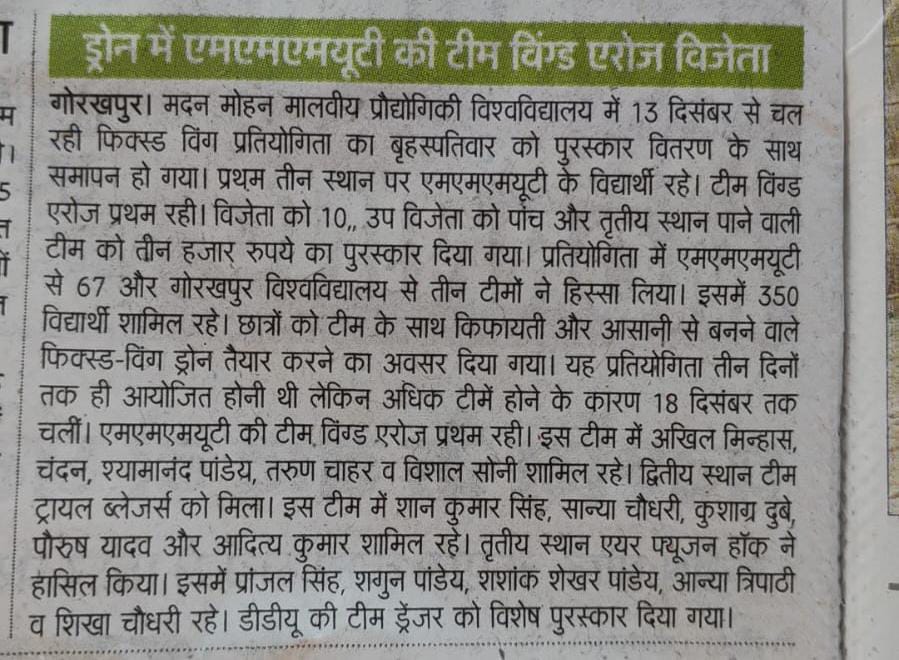 ड्रोन में एमएमएमयूटी की टीम विंग्ड एरोज विजेता
गोरखपुर। मदन मोहन मालवीय प्रौद्योगिकी विश्वविद्यालय में 13 दिसंबर से चल
रही फिक्स्ड विंग प्रतियोगिता का बृहस्पतिवार को पुरस्कार वितरण के साथ
समापन हो गया। प्रथम तीन स्थान पर एमएमएमयूटी के विद्यार्थी रहे। टीम विंग्ड
एरोज प्रथम रही। विजेता को 10,, उप विजेता को पांच और तृतीय स्थान पाने वाली
टीम को तीन हजार रुपये का पुरस्कार दिया गया। प्रतियोगिता में एमएमएमयूटी
से 67 और गोरखपुर विश्वविद्यालय से तीन टीमों ने हिस्सा लिया। इसमें 350
विद्यार्थी शामिल रहे। छात्रों को टीम के साथ किफायती और आसानी से बनने वाले
फिक्स्ड-विंग ड्रोन तैयार करने का अवसर दिया गया। यह प्रतियोगिता तीन दिनों
तक ही आयोजित होनी थी लेकिन अधिक टीमें होने के कारण 18 दिसंबर तक
चलीं। एमएमएमयूटी की टीम विंग्ड एरोज प्रथम रही। इस टीम में अखिल मिन्हास,
चंदन, श्यामानंद पांडेय, तरुण चाहर व विशाल सोनी शामिल रहे। द्वितीय स्थान टीम
ट्रायल ब्लेजर्स को मिला। इस टीम में शान कुमार सिंह, सान्या चौधरी, कुशाग्र दुबे,
पौरुष यादव और आदित्य कुमार शामिल रहे। तृतीय स्थान एयर फ्यूजन हॉक ने
हासिल किया। इसमें प्रांजल सिंह, शगुन पांडेय, शशांक शेखर पांडेय, आन्या त्रिपाठी
व शिखा चौधरी रहे। डीडीयू की टीम ड्रेंजर को विशेष पुरस्कार दिया गया।